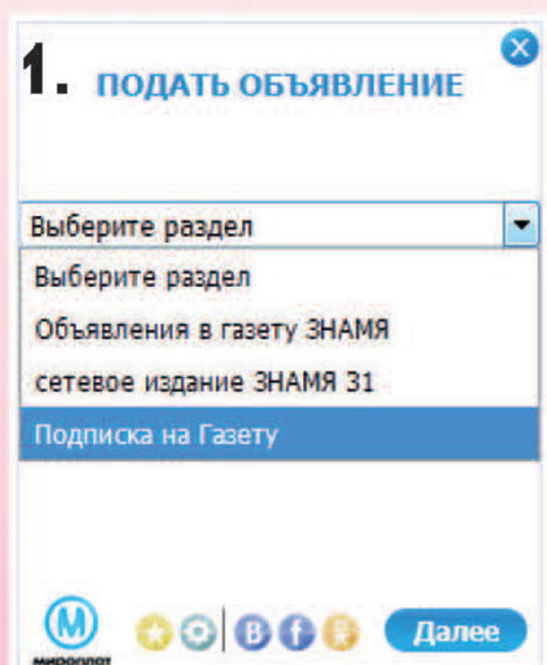 1. ПОДАТЬ ОБЪЯВЛЕНИЕ
Выберите раздел
Выберите раздел
Объявления в газету ЗНАМЯ
сетевое издание ЗНАМЯ 31
Подписка на Газету
Далее